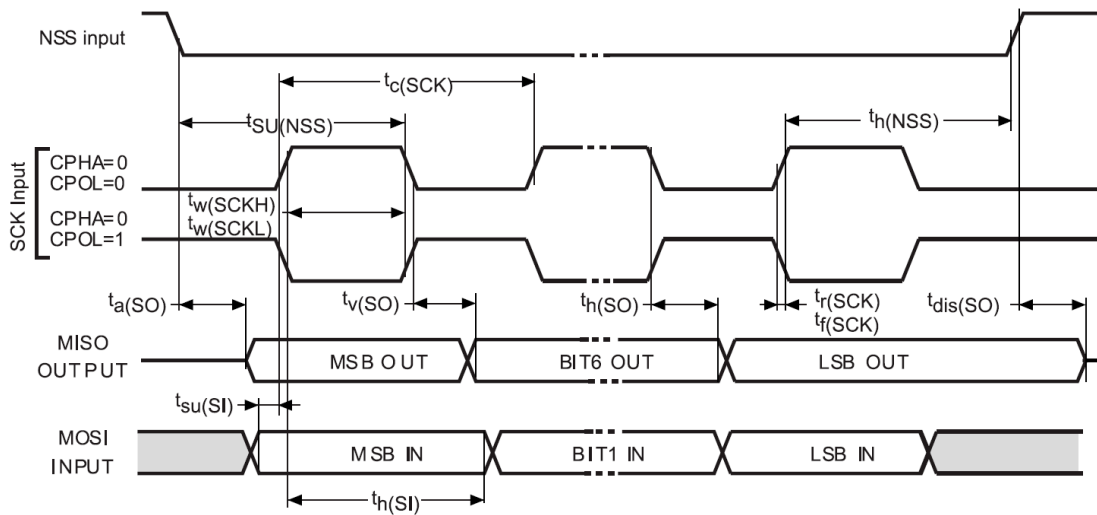 NSS input
tc(SCK)
tSU(NSS)
th(NSS)
SCK Input
CPHA=0
CPOL=0
CPHA=0
CPOL=1
tw(SCKH)
tw(SCKL)
ta(SO)
tv(SO)
th(SO)
tr(SCK)
tf(SCK)
tdis(SO)
MISO
OUTPUT
MSB OUT
BIT6 OUT
LSB OUT
tsu(SI)
MOSI
INPUT
MSB IN
BIT1 IN
LSB IN
th(SI)